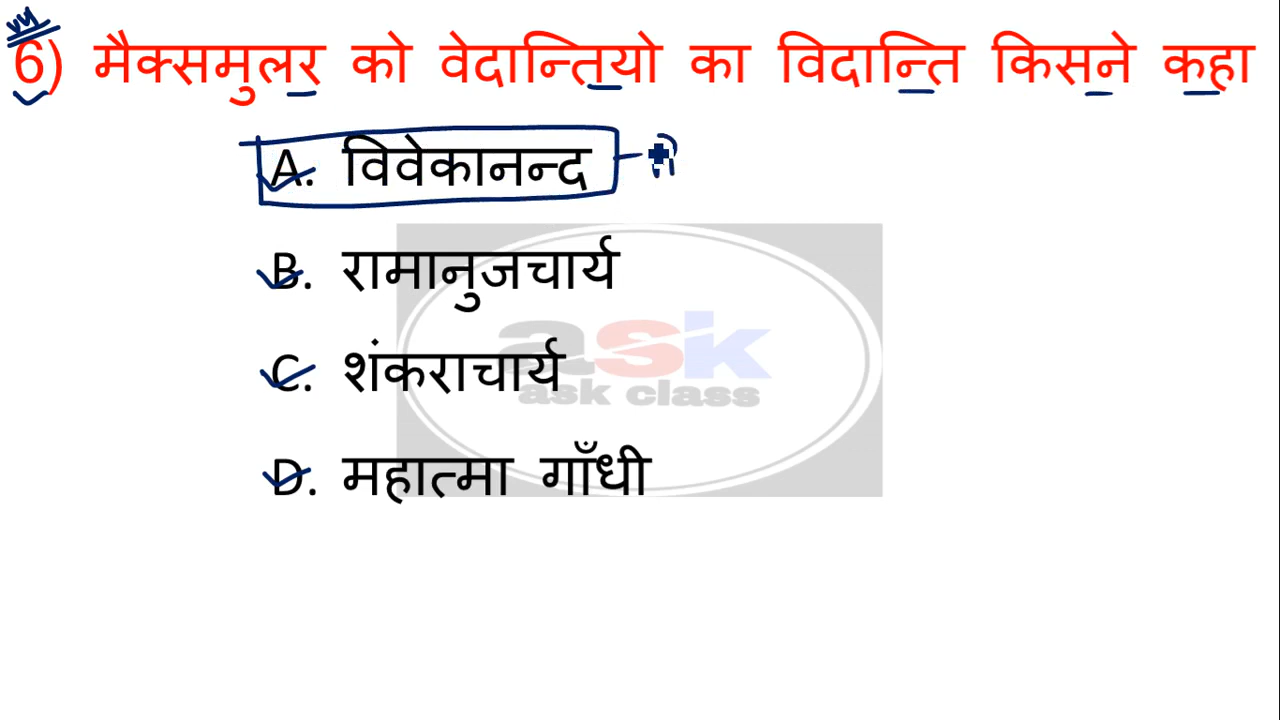 6) मैक्समुलर को वेदान्तियो का विदान्ति किसने कहा
A. विवेकानन्द
B. रामानुजचार्य
C. शंकराचार्य
D. महात्मा गाँधी
ask
ask class